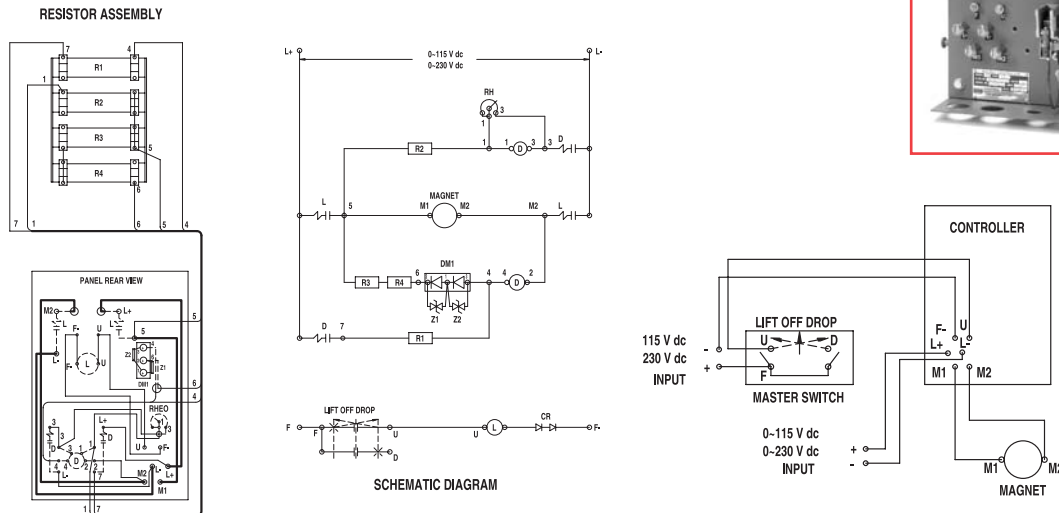 RESISTOR ASSEMBLY
7 4
R1
1
R2
R3
5
R4
6
7 1 6 5 4
PANEL REAR VIEW
M2 L+
L L
F- U 5
L-
L
F- U
Z2 Z1
DM1
6
4
RHEO
1
3
3 L+
3 1 D
D 3 1 U F-
D
4 4 2 2
L- 7 M2 L- L+
M1
1 7
L+ L-
0~115 V dc
0~230 V dc
RH
3
1
R2 1 1 D 3 3 D
MAGNET
L 5 M1 M2 M2 L
DM1
R3 R4 6 4 4 D 2
Z1 Z2
D 7 R1
LIFT OFF DROP
CR
F F U U L F-
D
SCHEMATIC DIAGRAM
CONTROLLER
F- U
L+ L-
M1 M2
LIFT OFF DROP
115 V dc - U D
230 V dc + F
INPUT
MASTER SWITCH
0~115 V dc +
0~230 V dc -
INPUT
M1 M2
MAGNET